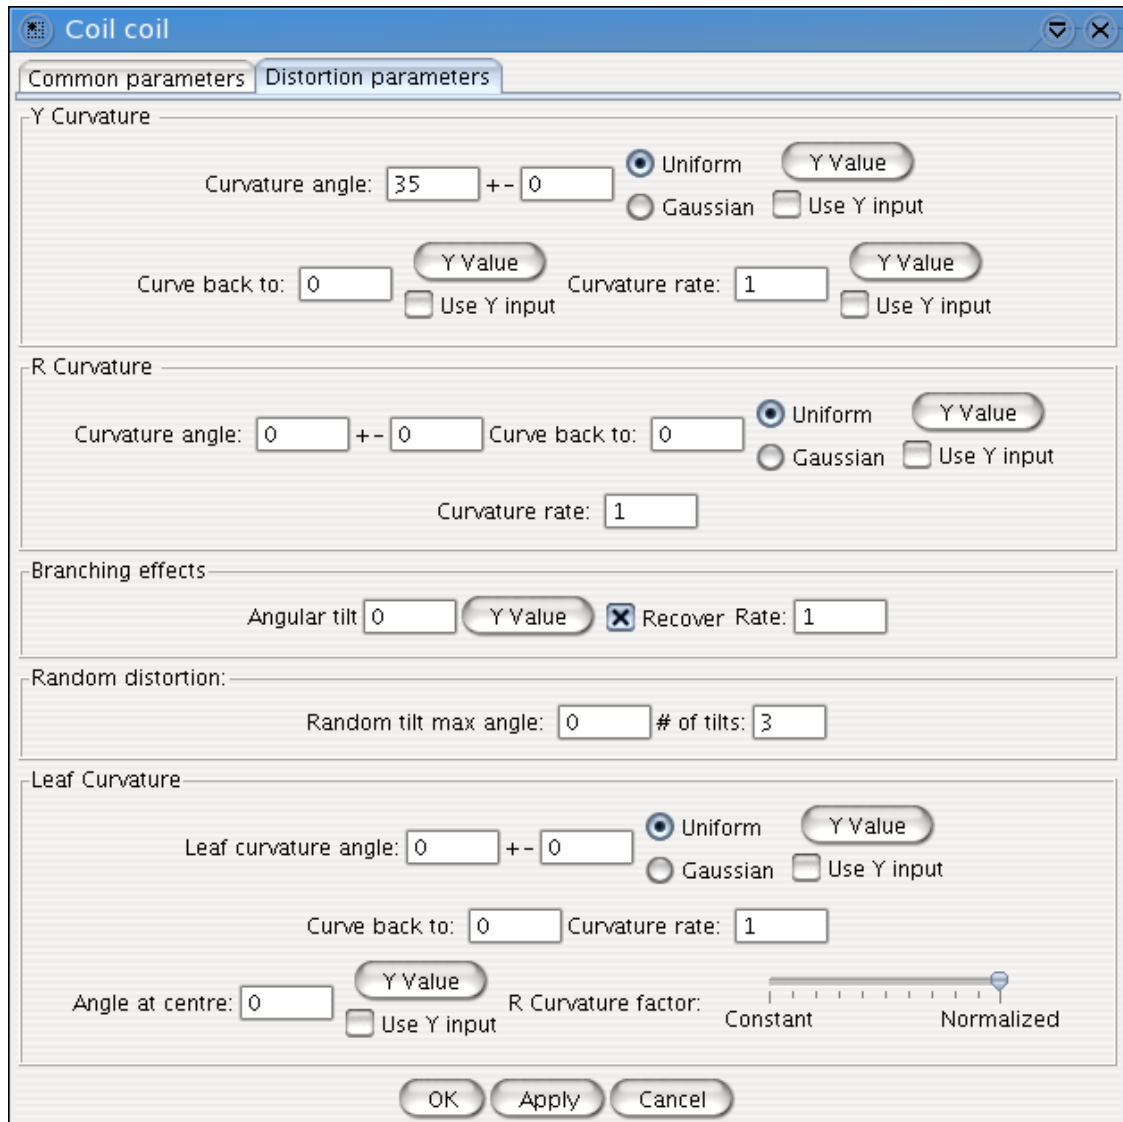 Coil coil
Common parameters Distortion parameters
Y Curvature
Curvature angle: 35 +- 0 Uniform Y Value
Gaussian Use Y input
Curve back to: 0 Y Value Curvature rate: 1 Y Value
Use Y input Use Y input
R Curvature
Curvature angle: 0 +- 0 Curve back to: 0 Uniform Y Value
Gaussian Use Y input
Curvature rate: 1
Branching effects
Angular tilt 0 Y Value Recover Rate: 1
Random distortion:
Random tilt max angle: 0 # of tilts: 3
Leaf Curvature
Leaf curvature angle: 0 +- 0 Uniform Y Value
Gaussian Use Y input
Curve back to: 0 Curvature rate: 1
Angle at centre: 0 Y Value R Curvature factor:
Use Y input Constant Normalized
OK Apply Cancel